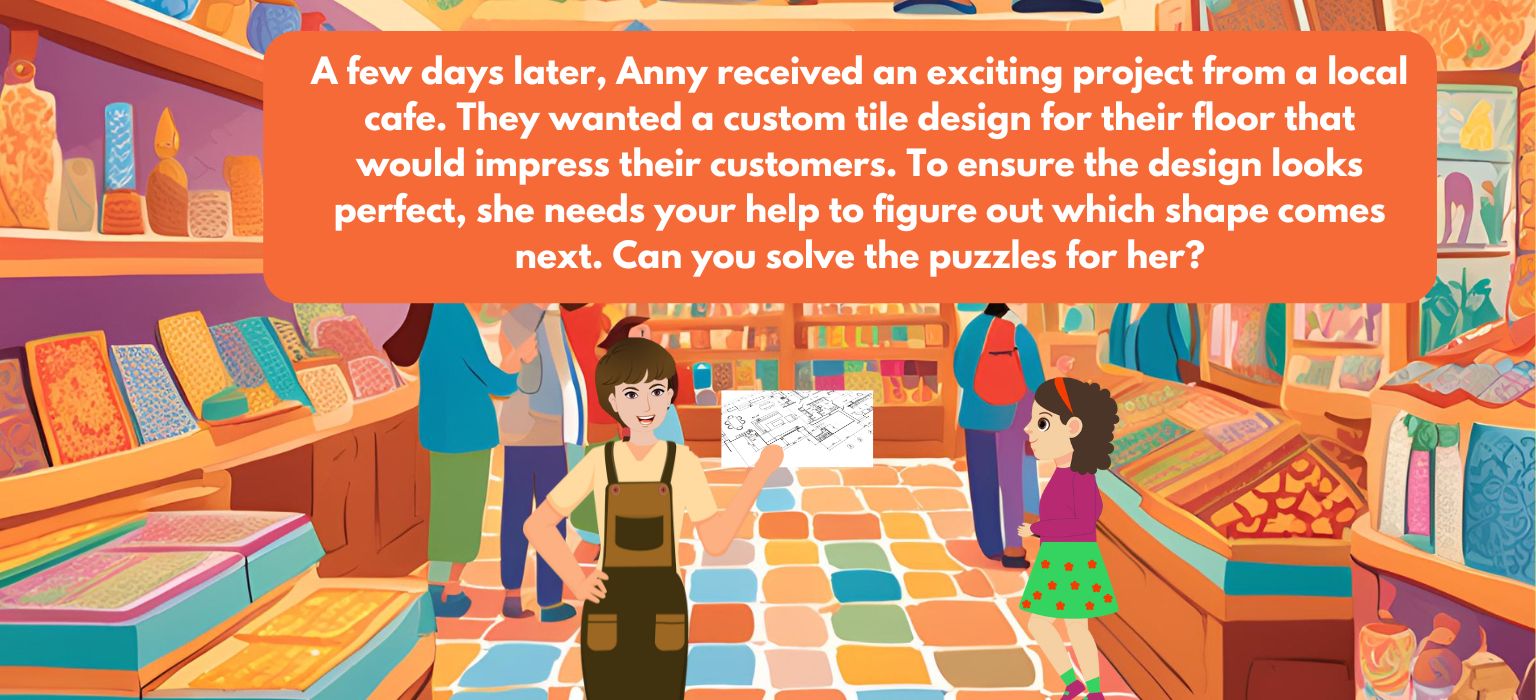 A few days later, Anny received an exciting project from a local
cafe. They wanted a custom tile design for their floor that
would impress their customers. To ensure the design looks
perfect, she needs your help to figure out which shape comes
next. Can you solve the puzzles for her?